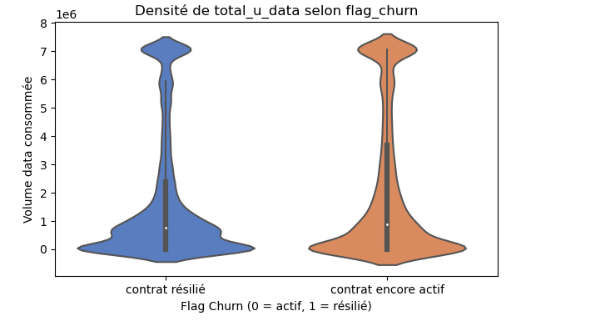 Densité de total_u_data selon flag_churn
1e6
8
7
6
5
4
3
2
1
0
Volume data consommée
contrat résilié
contrat encore actif
Flag Churn (0 = actif, 1 = résilié)